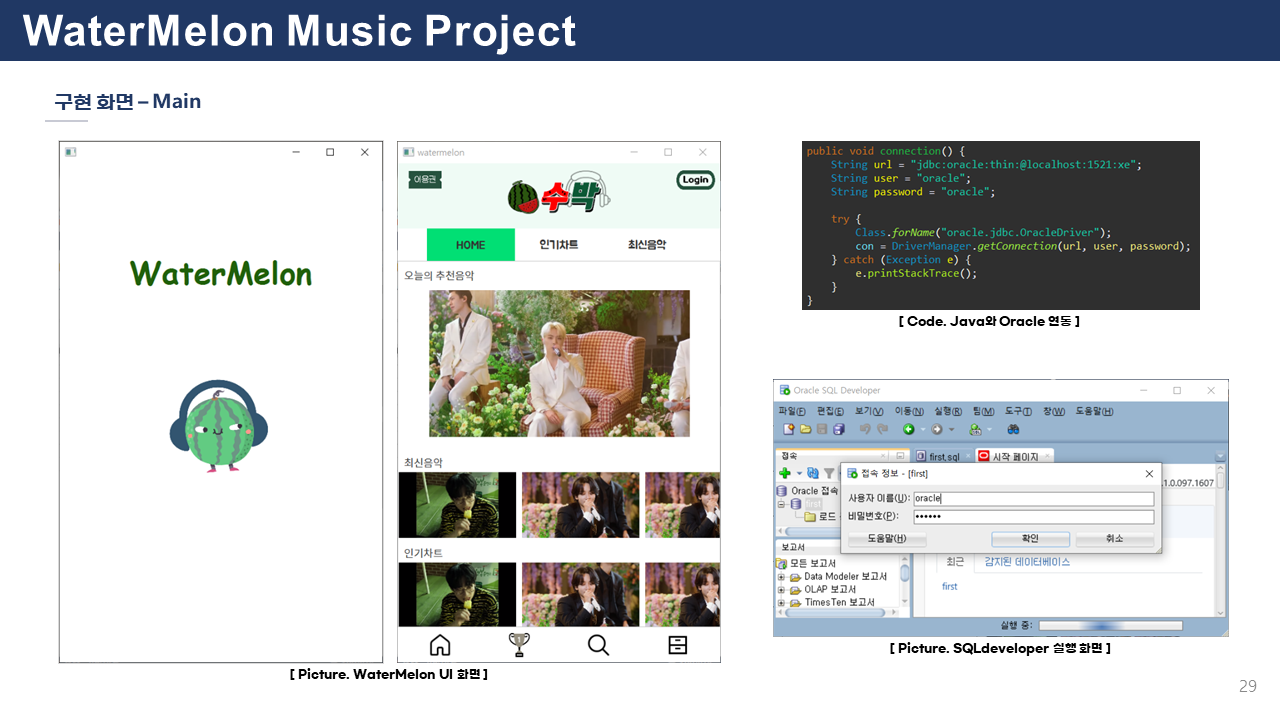 WaterMelon Music Project
구현 화면 – Main
WaterMelon
[ Picture. WaterMelon UI 화면 ]
watermelon
이용권
수박
Login
HOME
인기차트
최신음악
오늘의 추천음악
최신음악
인기차트
public void connection() {
String url = "jdbc:oracle:thin:@localhost:1521:xe";
String user = "oracle";
String password = "oracle";
try {
Class.forName("oracle.jdbc.OracleDriver");
con = DriverManager.getConnection(url, user, password);
} catch (Exception e) {
e.printStackTrace();
}
}
[ Code. Java와 Oracle 연동 ]
Oracle SQL Developer
파일(F) 편집(E) 보기(V) 이동(N) 실행(R) 팀(M) 도구(T) 창(W) 도움말(H)
접속
first.sql
시작 페이지
접속 정보 - [first]
Oracle 접속
first
로드
1.0.097.1607
사용자 이름(U): oracle
비밀번호(P): ••••••
도움말(H)
확인
취소
보고서
모든 보고서
Data Modeler 보고서
OLAP 보고서
TimesTen 보고서
최근
감지된 데이터베이스
first
실행 중:
[ Picture. SQLdeveloper 실행 화면 ]
29